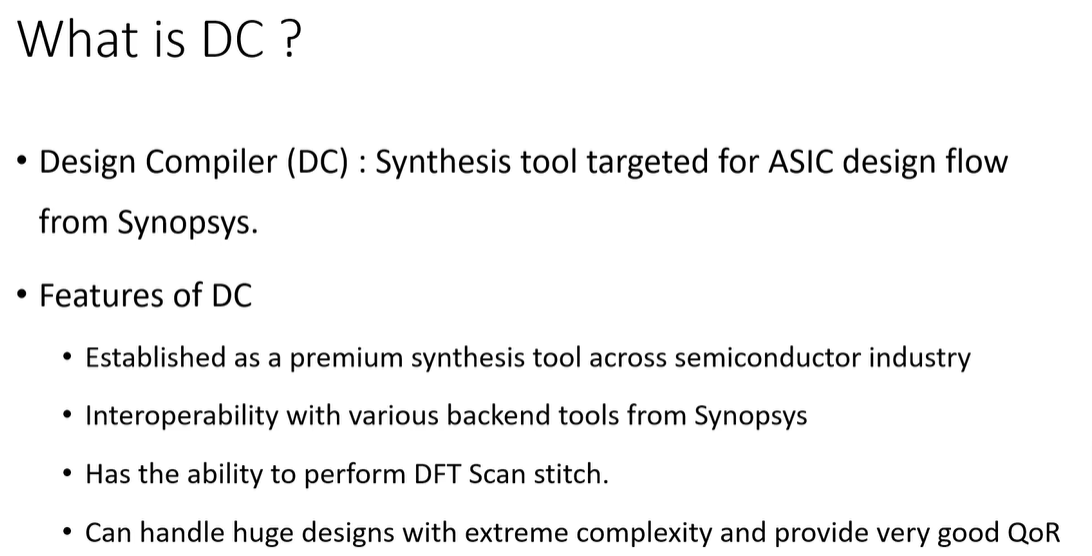 What is DC ?
• Design Compiler (DC) : Synthesis tool targeted for ASIC design flow
from Synopsys.
• Features of DC
• Established as a premium synthesis tool across semiconductor industry
• Interoperability with various backend tools from Synopsys
• Has the ability to perform DFT Scan stitch.
• Can handle huge designs with extreme complexity and provide very good QoR